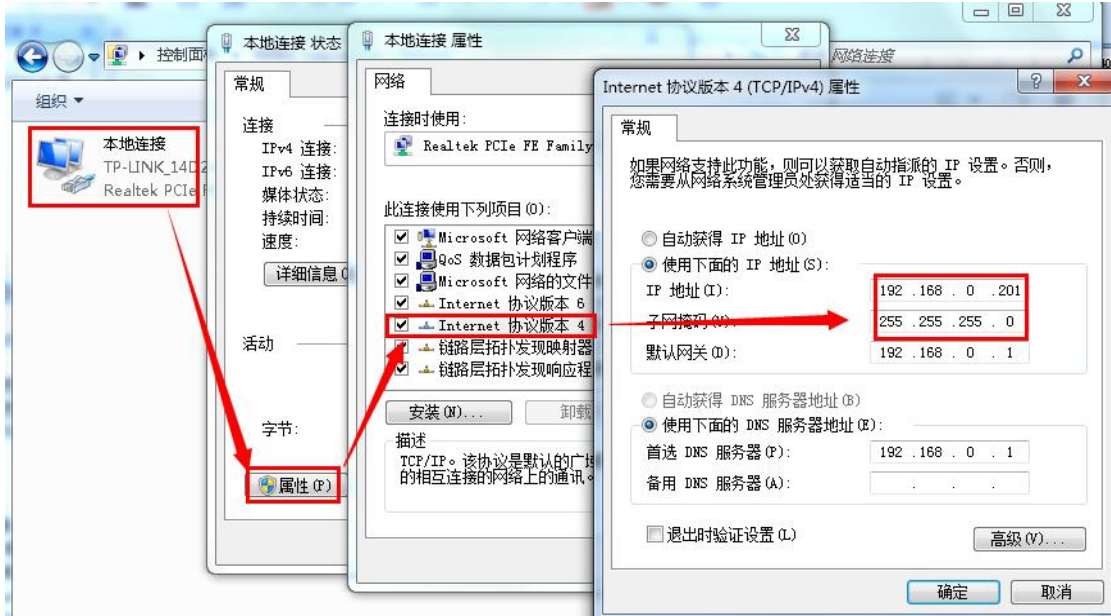 控制面
网络连接
组织
本地连接
TP-LINK_14D2
Realtek PCIe F
本地连接 状态
常规
连接
IPv4 连接:
IPv6 连接:
媒体状态:
持续时间:
速度:
详细信息(
活动
字节:
属性(P)
本地连接 属性
网络
连接时使用:
Realtek PCIe FE Family
此连接使用下列项目(O):
Microsoft 网络客户端
QoS 数据包计划程序
Microsoft 网络的文件
Internet 协议版本 6
Internet 协议版本 4
链路层拓扑发现映射器
链路层拓扑发现响应程
安装(N)...
卸载
描述
TCP/IP。该协议是默认的广域
的相互连接的网络上的通讯。
Internet 协议版本 4 (TCP/IPv4) 属性
常规
如果网络支持此功能，则可以获取自动指派的 IP 设置。否则，
您需要从网络系统管理员处获得适当的 IP 设置。
自动获得 IP 地址(O)
使用下面的 IP 地址(S):
IP 地址(I): 192 .168 . 0 .201
子网掩码(U): 255 .255 .255 . 0
默认网关(D): 192 .168 . 0 . 1
自动获得 DNS 服务器地址(B)
使用下面的 DNS 服务器地址(E):
首选 DNS 服务器(P): 192 .168 . 0 . 1
备用 DNS 服务器(A): . . .
退出时验证设置(L)
高级(V)...
确定
取消